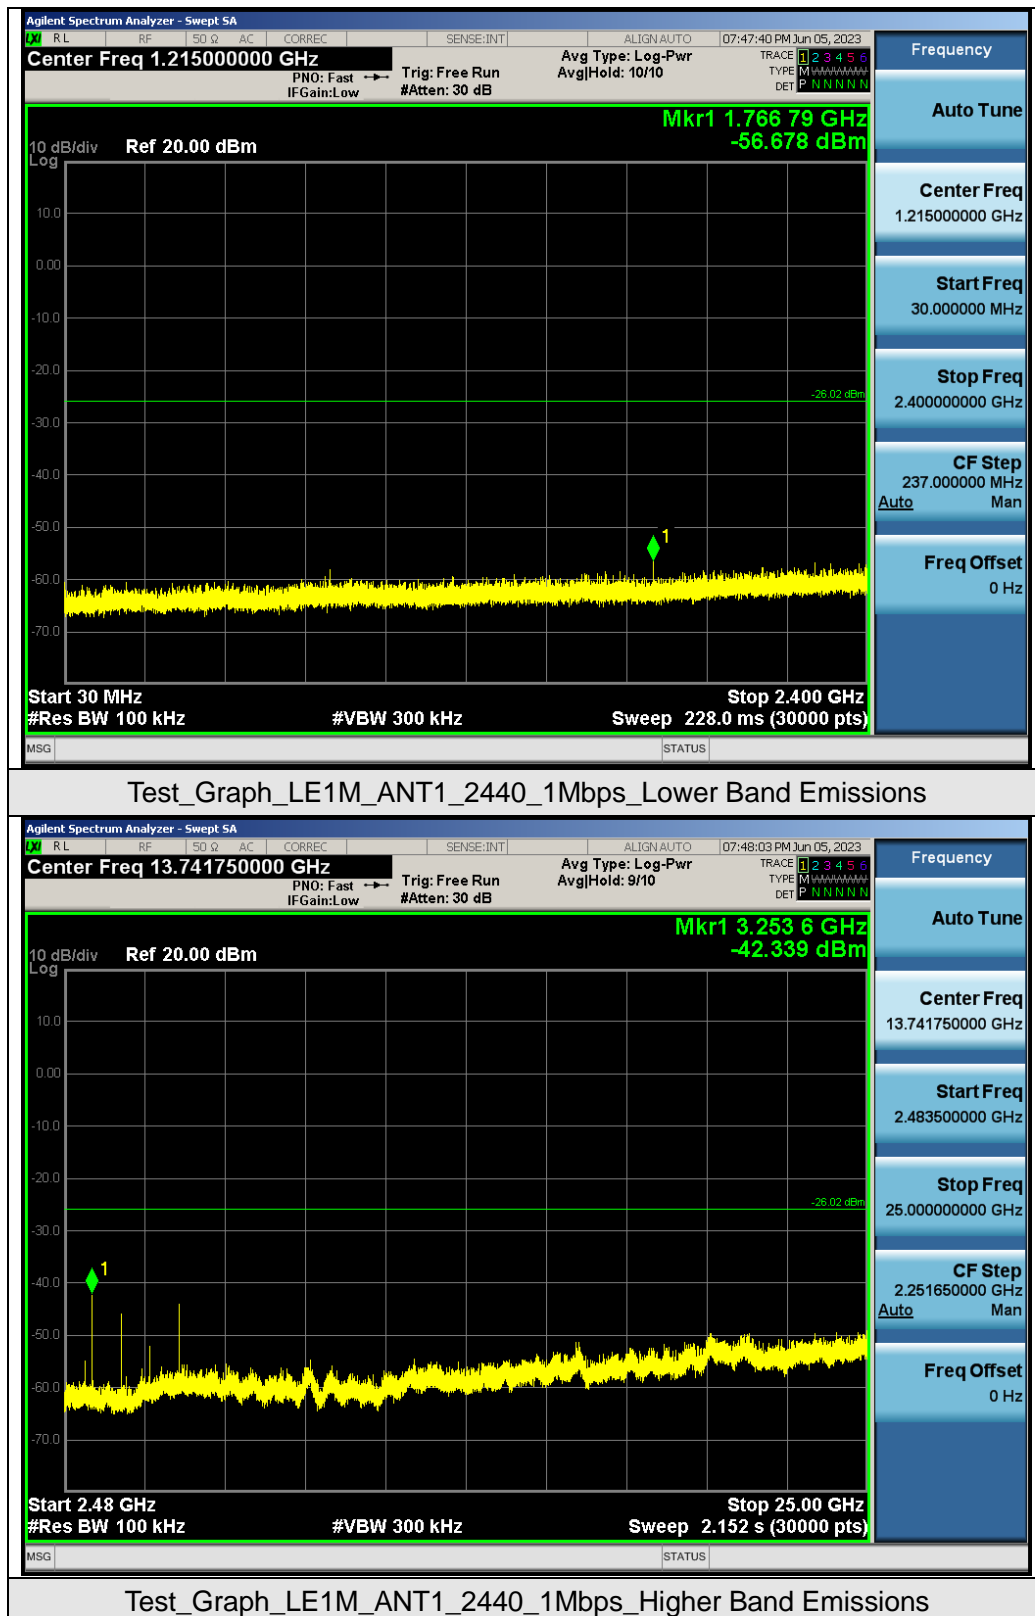 Agilent Spectrum Analyzer - Swept SA
LXI RL RF 50 Ω AC CORREC SENSE:INT ALIGN AUTO 07:47:40 PM Jun 05, 2023
Center Freq 1.215000000 GHz
PNO: Fast
IFGain:Low
Trig: Free Run
#Atten: 30 dB
Avg Type: Log-Pwr
Avg|Hold: 10/10
TRACE 1 2 3 4 5 6
TYPE M WWWWW
DET P N N N N N
Mkr1 1.766 79 GHz
-56.678 dBm
10 dB/div Ref 20.00 dBm
Log
10.0
0.00
-10.0
-20.0
-26.02 dBm
-30.0
-40.0
-50.0
1
-60.0
-70.0
Start 30 MHz Stop 2.400 GHz
#Res BW 100 kHz #VBW 300 kHz Sweep 228.0 ms (30000 pts)
MSG STATUS
Frequency
Auto Tune
Center Freq
1.215000000 GHz
Start Freq
30.000000 MHz
Stop Freq
2.400000000 GHz
CF Step
237.000000 MHz
Auto Man
Freq Offset
0 Hz
Test_Graph_LE1M_ANT1_2440_1Mbps_Lower Band Emissions
Agilent Spectrum Analyzer - Swept SA
LXI RL RF 50 Ω AC CORREC SENSE:INT ALIGN AUTO 07:48:03 PM Jun 05, 2023
Center Freq 13.741750000 GHz
PNO: Fast
IFGain:Low
Trig: Free Run
#Atten: 30 dB
Avg Type: Log-Pwr
Avg|Hold: 9/10
TRACE 1 2 3 4 5 6
TYPE M WWWWW
DET P N N N N N
Mkr1 3.253 6 GHz
-42.339 dBm
10 dB/div Ref 20.00 dBm
Log
10.0
0.00
-10.0
-20.0
-26.02 dBm
-30.0
1
-40.0
-50.0
-60.0
-70.0
Start 2.48 GHz Stop 25.00 GHz
#Res BW 100 kHz #VBW 300 kHz Sweep 2.152 s (30000 pts)
MSG STATUS
Frequency
Auto Tune
Center Freq
13.741750000 GHz
Start Freq
2.483500000 GHz
Stop Freq
25.000000000 GHz
CF Step
2.251650000 GHz
Auto Man
Freq Offset
0 Hz
Test_Graph_LE1M_ANT1_2440_1Mbps_Higher Band Emissions